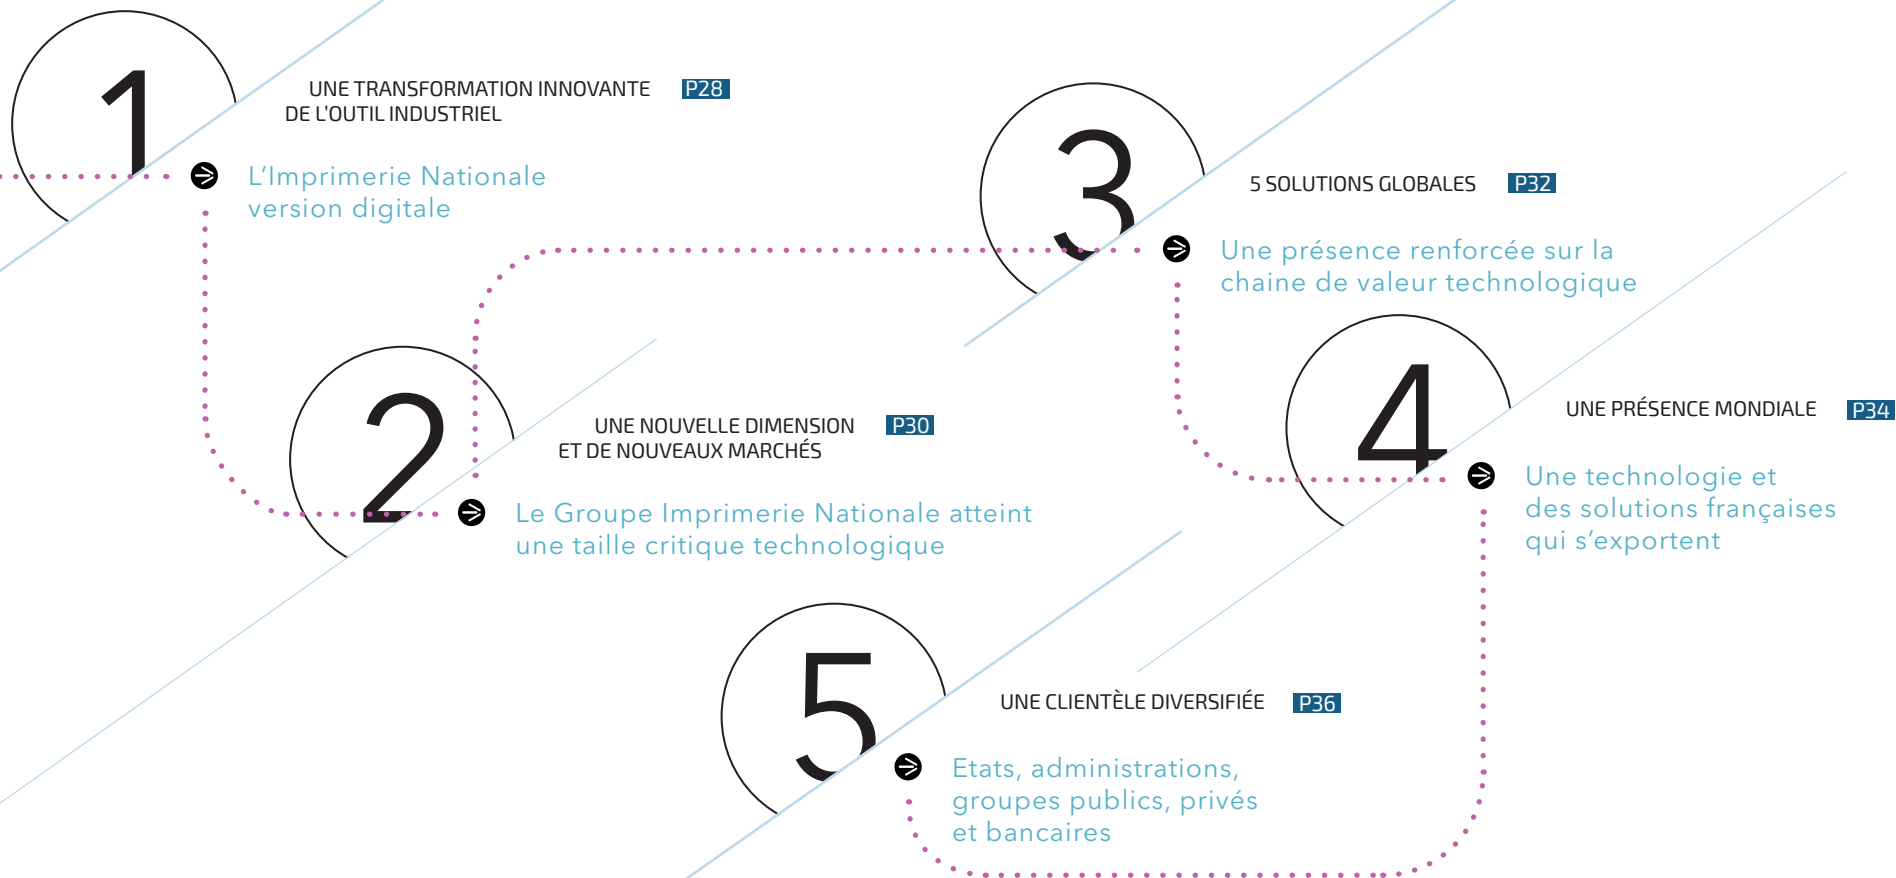 1
UNE TRANSFORMATION INNOVANTE P28
DE L'OUTIL INDUSTRIEL
L'Imprimerie Nationale
version digitale
2
UNE NOUVELLE DIMENSION P30
ET DE NOUVEAUX MARCHÉS
Le Groupe Imprimerie Nationale atteint
une taille critique technologique
3
5 SOLUTIONS GLOBALES P32
Une présence renforcée sur la
chaine de valeur technologique
4
UNE PRÉSENCE MONDIALE P34
Une technologie et
des solutions françaises
qui s'exportent
5
UNE CLIENTÈLE DIVERSIFIÉE P36
Etats, administrations,
groupes publics, privés
et bancaires